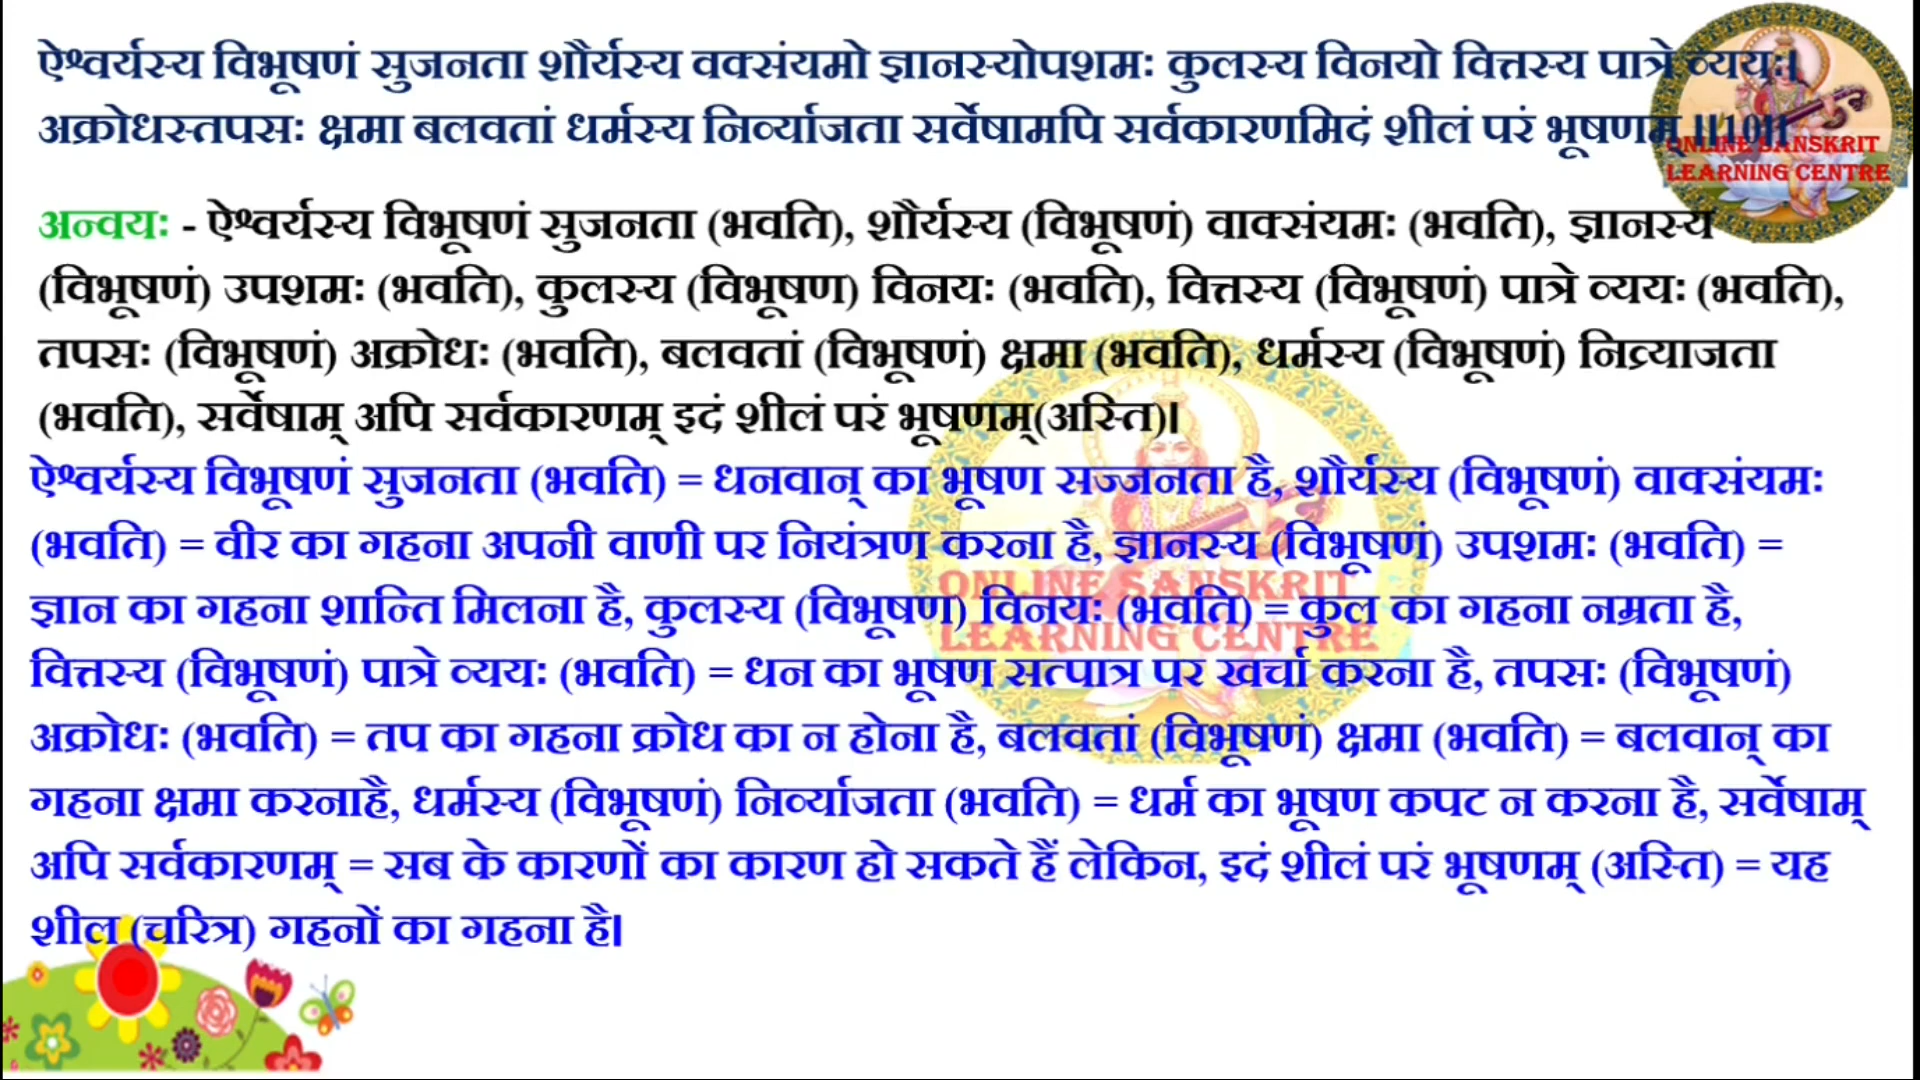 ऐश्वर्यस्य विभूषणं सुजनता शौर्यस्य वक्संयमो ज्ञानस्योपशमः कुलस्य विनयो वित्तस्य पात्रे व्ययः।
अक्रोधस्तपसः क्षमा बलवतां धर्मस्य निर्व्याजता सर्वेषामपि सर्वकारणमिदं शीलं परं भूषणम् ।।10।।
ONLINE SANSKRIT
LEARNING CENTRE
अन्वयः - ऐश्वर्यस्य विभूषणं सुजनता (भवति), शौर्यस्य (विभूषणं) वाक्संयमः (भवति), ज्ञानस्य
(विभूषणं) उपशमः (भवति), कुलस्य (विभूषण) विनयः (भवति), वित्तस्य (विभूषणं) पात्रे व्ययः (भवति),
तपसः (विभूषणं) अक्रोधः (भवति), बलवतां (विभूषणं) क्षमा (भवति), धर्मस्य (विभूषणं) निव्र्याजता
(भवति), सर्वेषाम् अपि सर्वकारणम् इदं शीलं परं भूषणम्(अस्ति)।
ऐश्वर्यस्य विभूषणं सुजनता (भवति) = धनवान् का भूषण सज्जनता है, शौर्यस्य (विभूषणं) वाक्संयमः
(भवति) = वीर का गहना अपनी वाणी पर नियंत्रण करना है, ज्ञानस्य (विभूषणं) उपशमः (भवति) =
ज्ञान का गहना शान्ति मिलना है, कुलस्य (विभूषण) विनयः (भवति) = कुल का गहना नम्रता है,
वित्तस्य (विभूषणं) पात्रे व्ययः (भवति) = धन का भूषण सत्पात्र पर खर्चा करना है, तपसः (विभूषणं)
अक्रोधः (भवति) = तप का गहना क्रोध का न होना है, बलवतां (विभूषणं) क्षमा (भवति) = बलवान् का
गहना क्षमा करनाहै, धर्मस्य (विभूषणं) निर्व्याजता (भवति) = धर्म का भूषण कपट न करना है, सर्वेषाम्
अपि सर्वकारणम् = सब के कारणों का कारण हो सकते हैं लेकिन, इदं शीलं परं भूषणम् (अस्ति) = यह
शील (चरित्र) गहनों का गहना है।
ONLINE SANSKRIT
LEARNING CENTRE